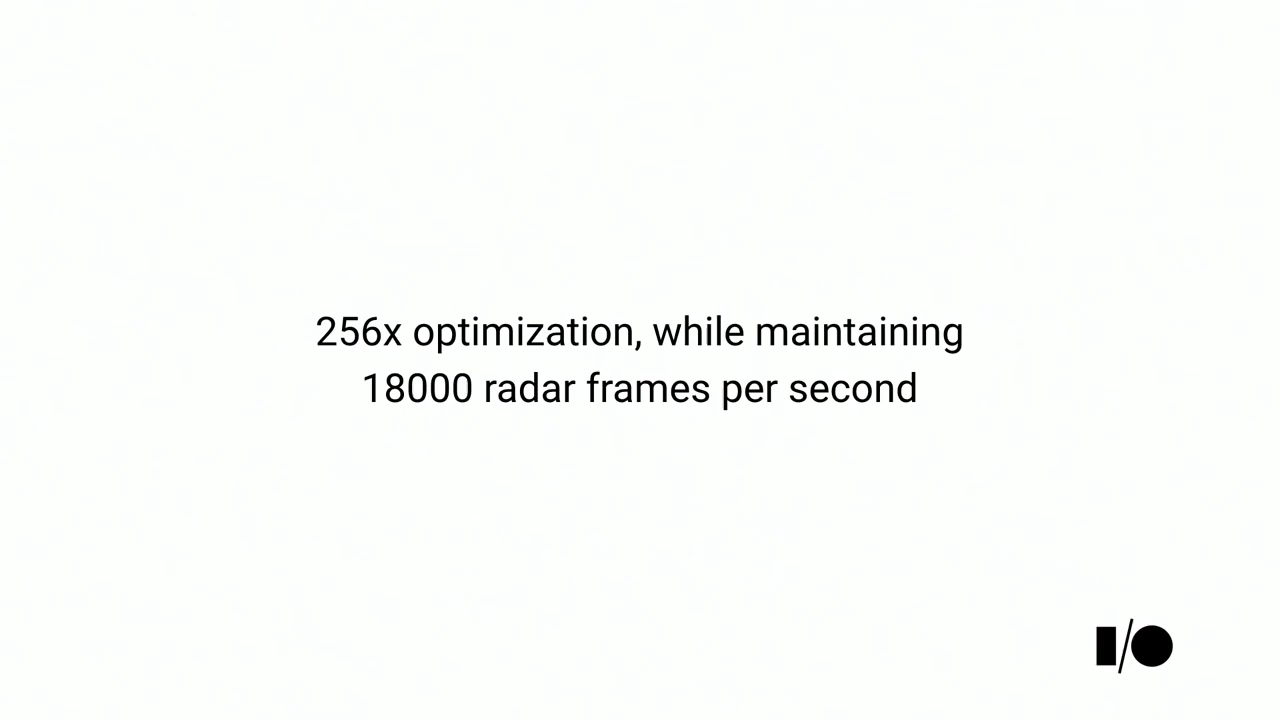 256x optimization, while maintaining
18000 radar frames per second
I/O